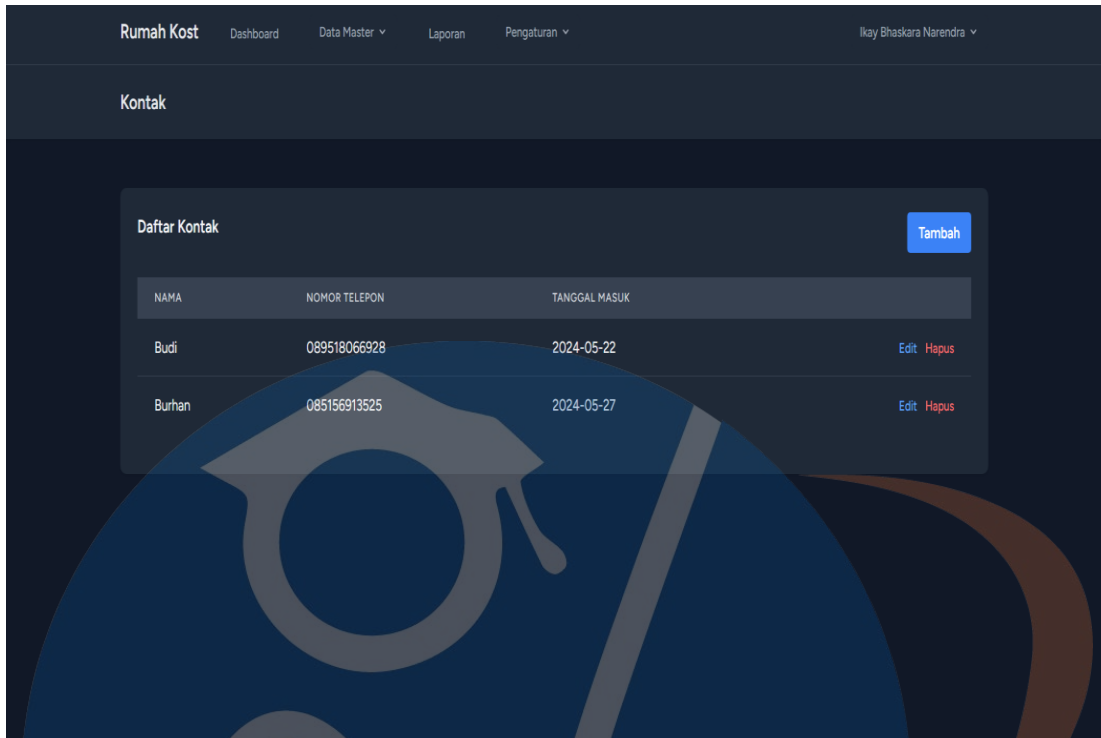 Rumah Kost Dashboard Data Master Laporan Pengaturan Ikay Bhaskara Narendra
Kontak
Daftar Kontak Tambah
NAMA NOMOR TELEPON TANGGAL MASUK
Budi 089518066928 2024-05-22 Edit Hapus
Burhan 085156913525 2024-05-27 Edit Hapus